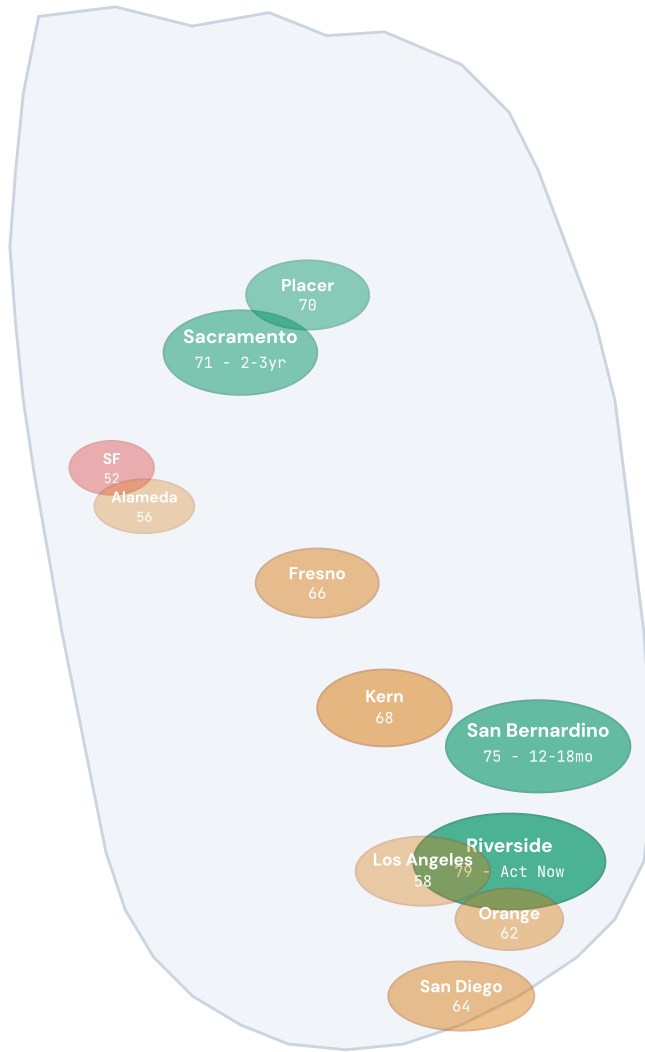 Placer
70
Sacramento
71 - 2-3yr
SF
52
Alameda
56
Fresno
66
Kern
68
San Bernardino
75 - 12-18mo
Riverside
79 - Act Now
Los Angeles
58
Orange
62
San Diego
64